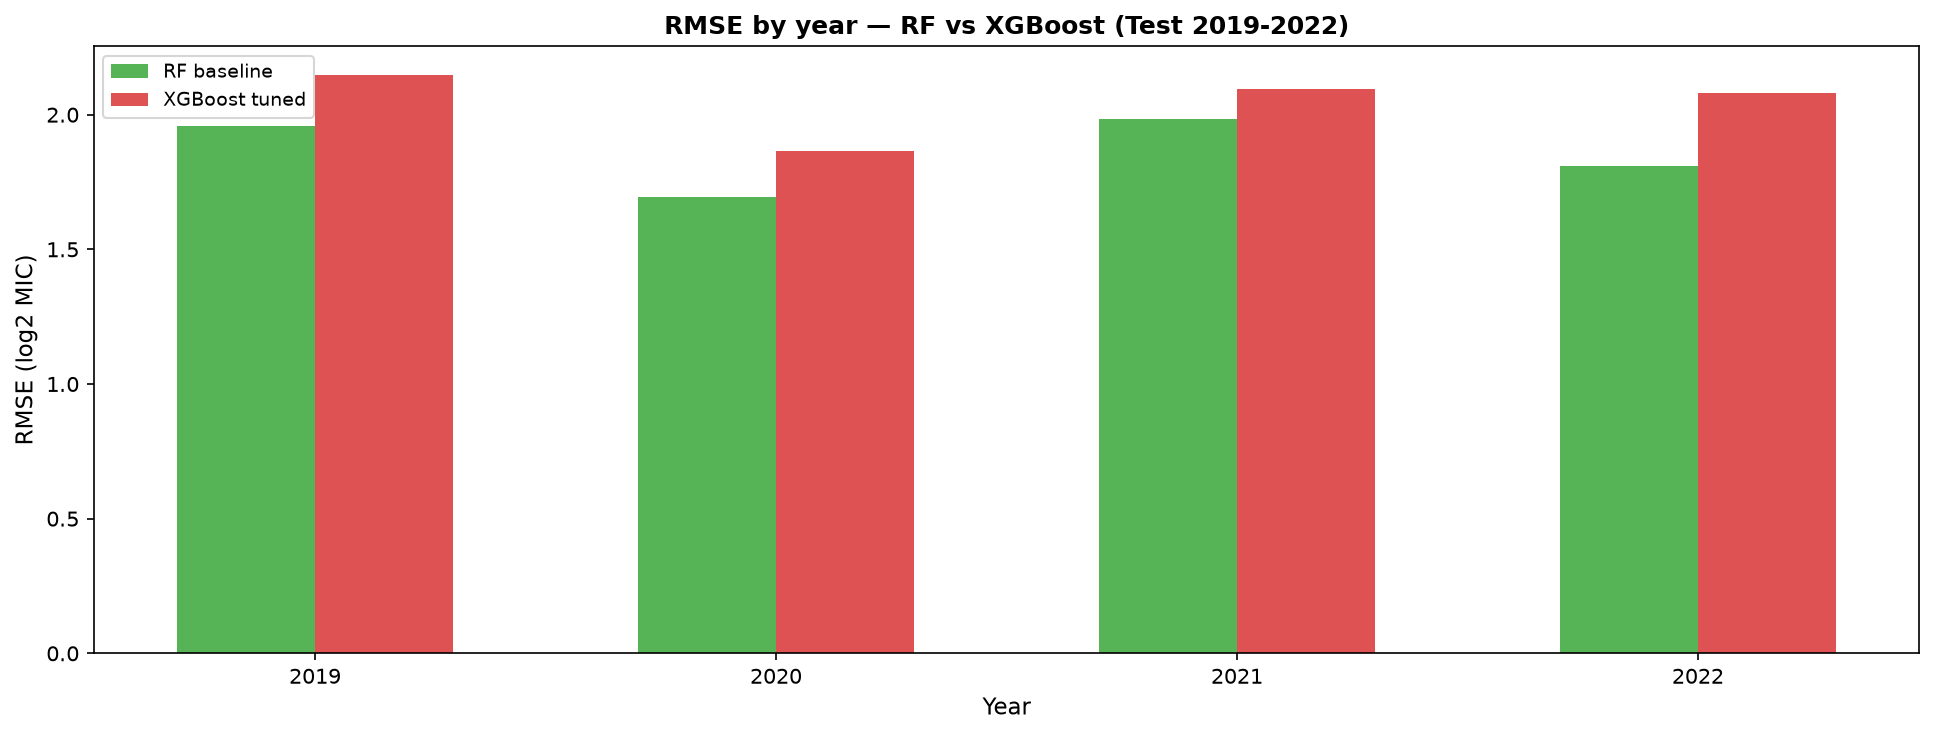 RMSE by year — RF vs XGBoost (Test 2019-2022)
RF baseline
XGBoost tuned
RMSE (log2 MIC)
2.0
1.5
1.0
0.5
0.0
2019
2020
2021
2022
Year